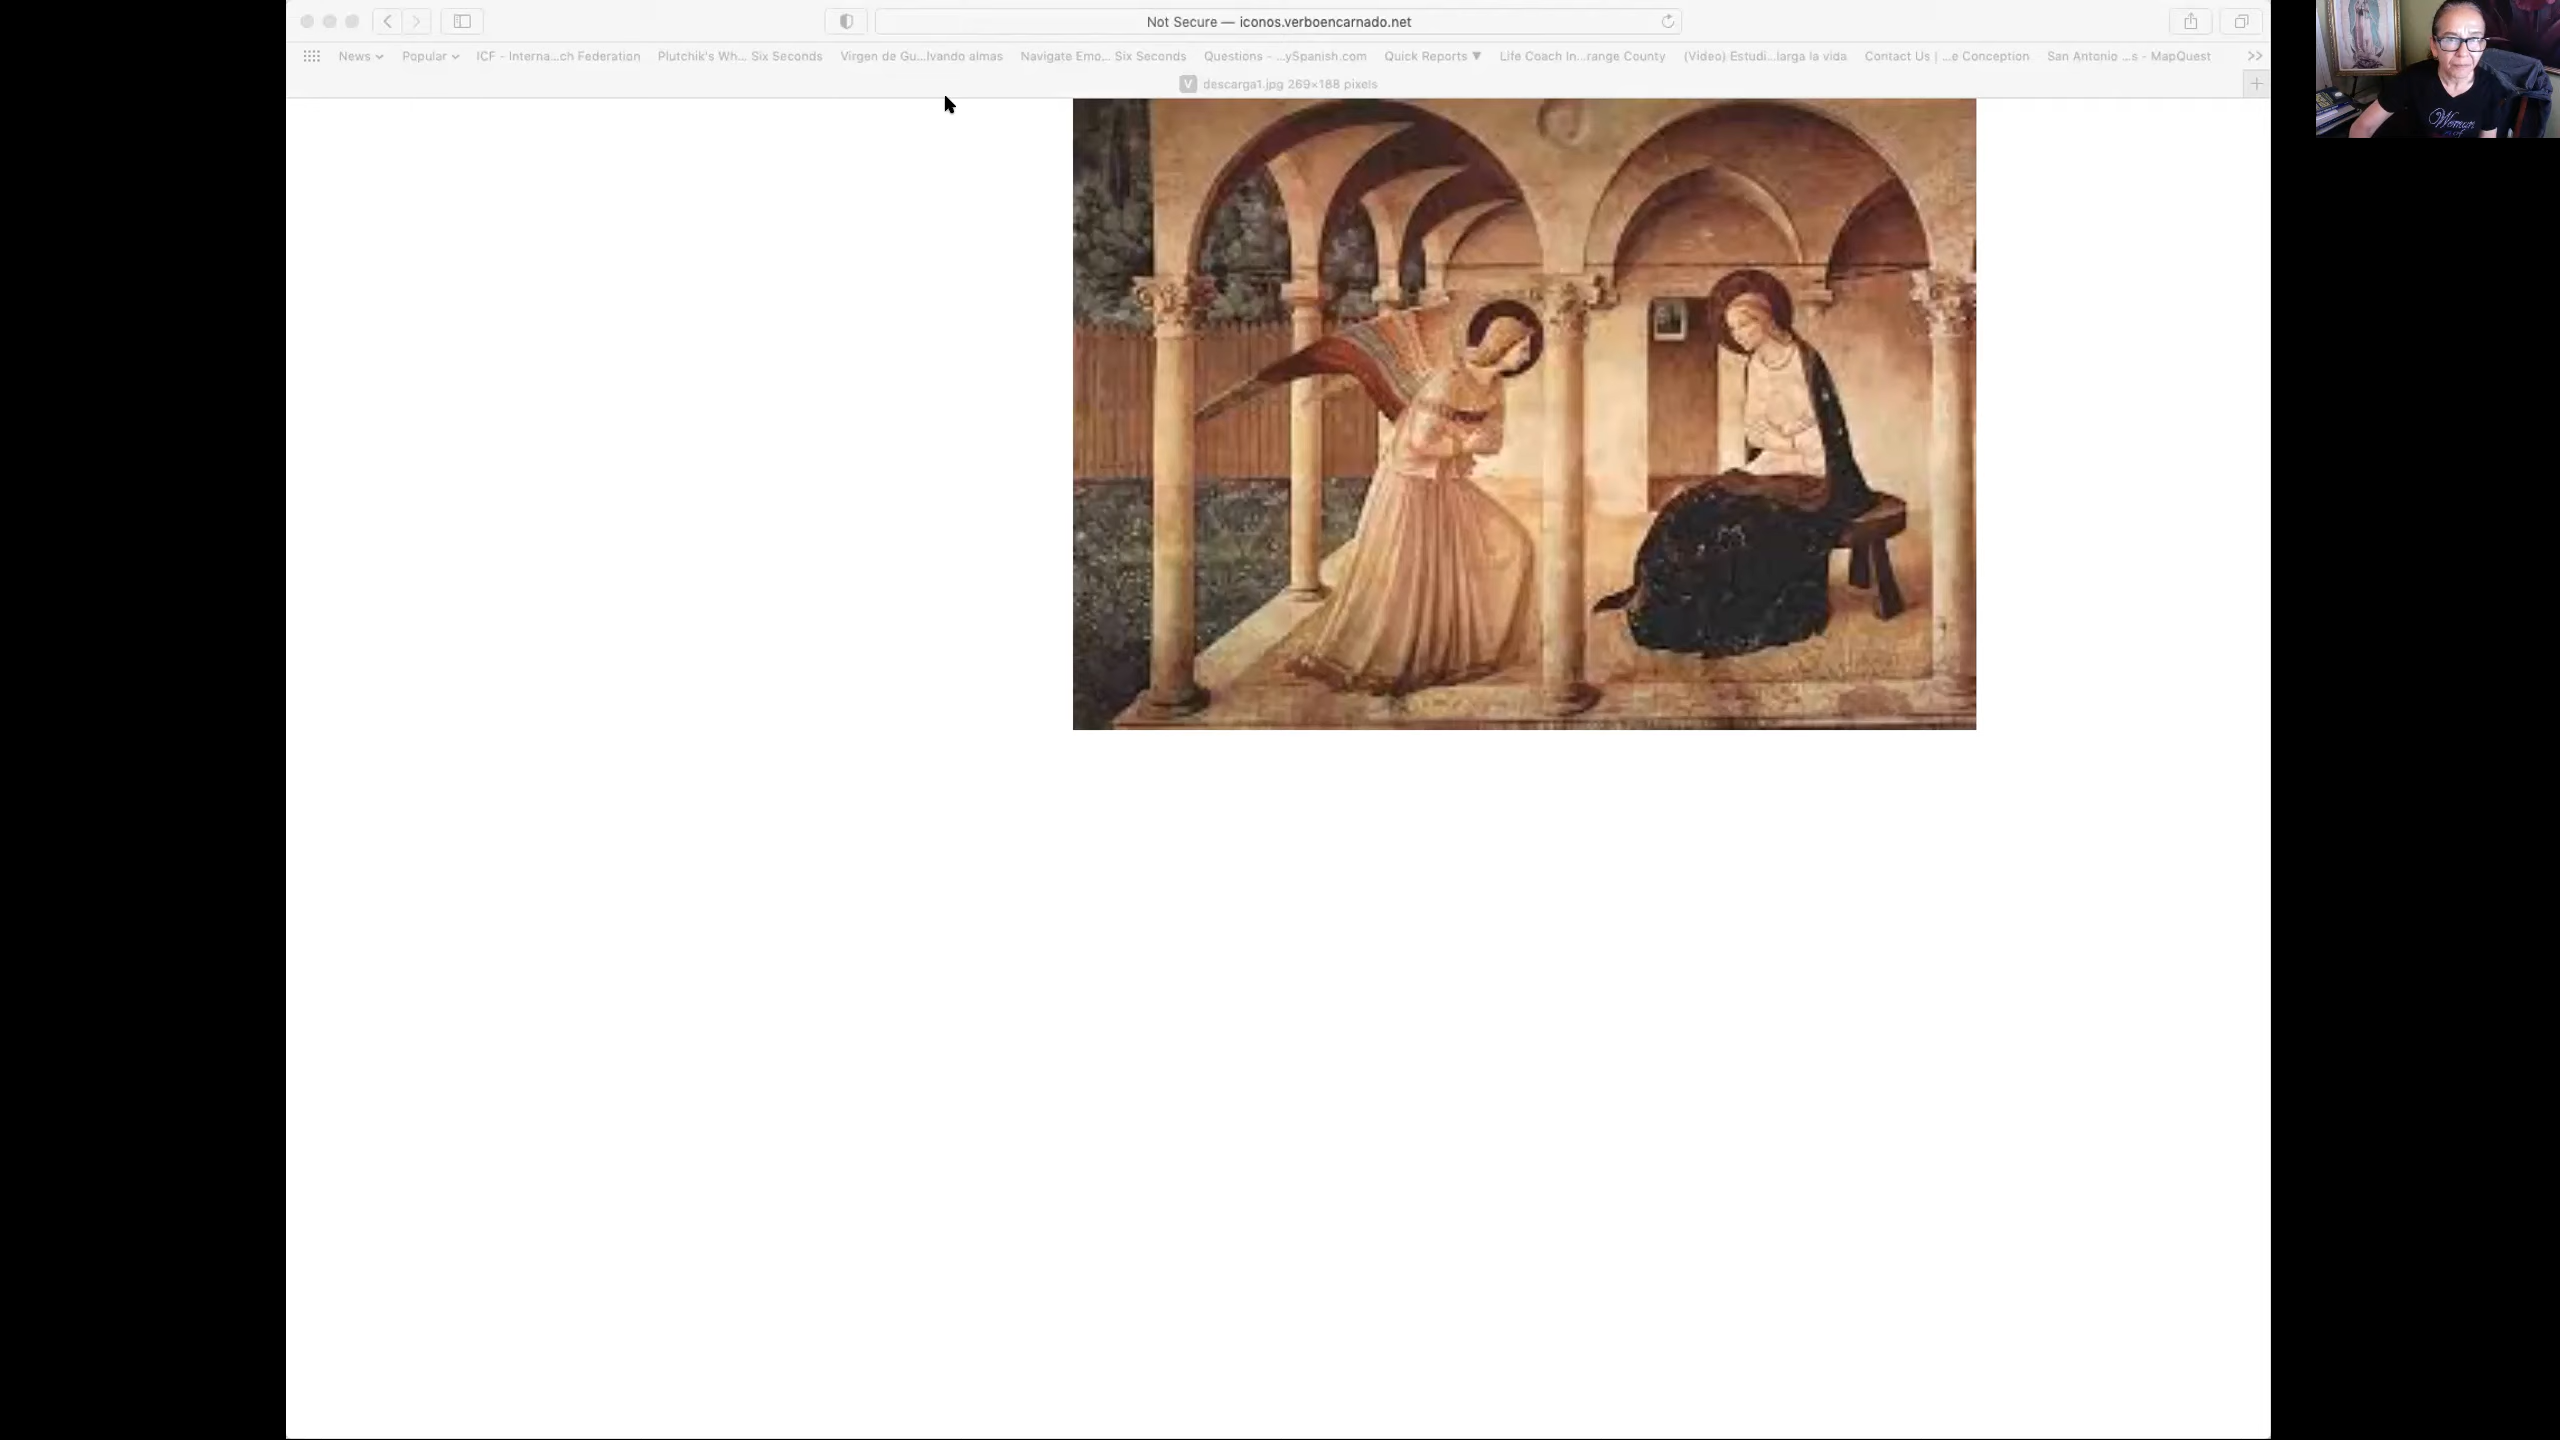 Not Secure — iconos.verboencarnado.net
News Popular ICF - Interna...ch Federation Plutchik's Wh... Six Seconds Virgen de Gu...lvando almas Navigate Emo... Six Seconds Questions - ...ySpanish.com Quick Reports ▼ Life Coach In...range County (Video) Estudi...larga la vida Contact Us | ...e Conception San Antonio ...s - MapQuest >>
V descarga1.jpg 269×188 pixels
Woman
of